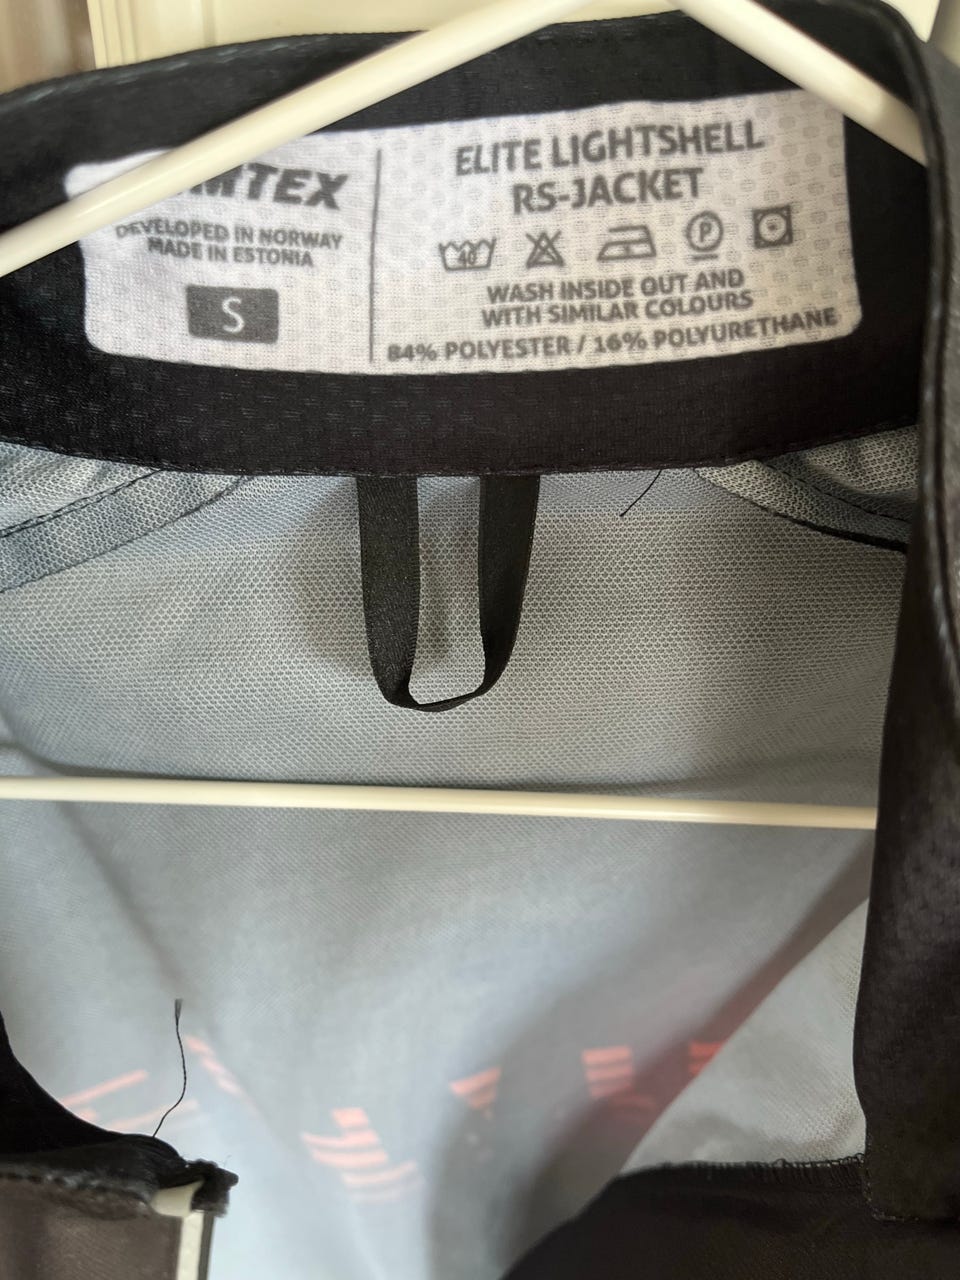 DEVELOPED IN NORWAY
MADE IN ESTONIA
S
ELITE LIGHTSHELL
RS-JACKET
40
P
WASH INSIDE OUT AND
WITH SIMILAR COLOURS
84% POLYESTER / 16% POLYURETHANE